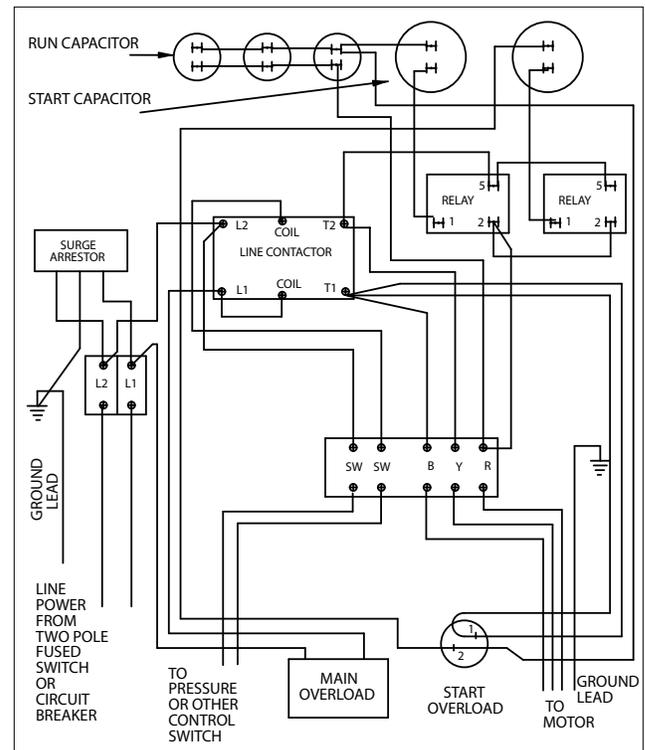 RUN CAPACITOR
START CAPACITOR
5
RELAY
1
2
5
RELAY
1
2
L2
COIL
T2
LINE CONTACTOR
L1
COIL
T1
SURGE
ARRESTOR
L2
L1
GROUND
LEAD
SW
SW
B
Y
R
LINE
POWER
FROM
TWO POLE
FUSED
SWITCH
OR
CIRCUIT
BREAKER
TO
PRESSURE
OR OTHER
CONTROL
SWITCH
MAIN
OVERLOAD
1
2
START
OVERLOAD
TO
MOTOR
GROUND
LEAD